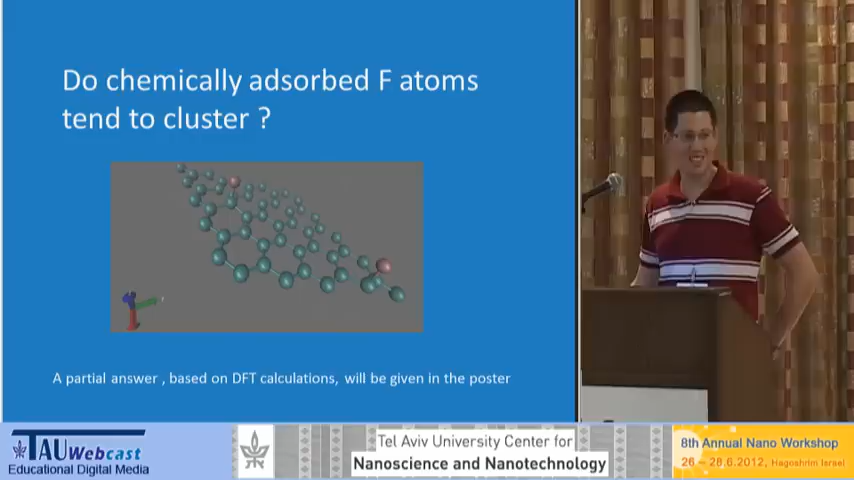 Do chemically adsorbed F atoms
tend to cluster ?
A partial answer , based on DFT calculations, will be given in the poster
TAU Webcast
Educational Digital Media
Tel Aviv University Center for
Nanoscience and Nanotechnology
8th Annual Nano Workshop
26 – 28.6.2012, Hagoshrim Israel